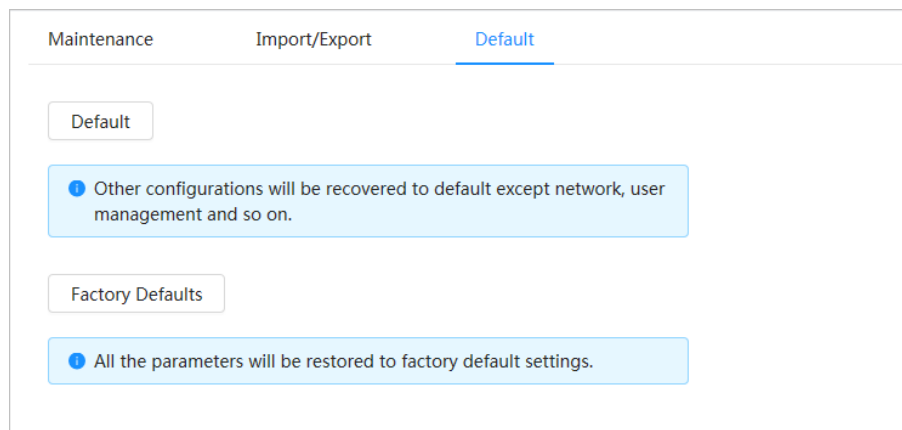 Maintenance Import/Export Default
Default
Other configurations will be recovered to default except network, user
management and so on.
Factory Defaults
All the parameters will be restored to factory default settings.